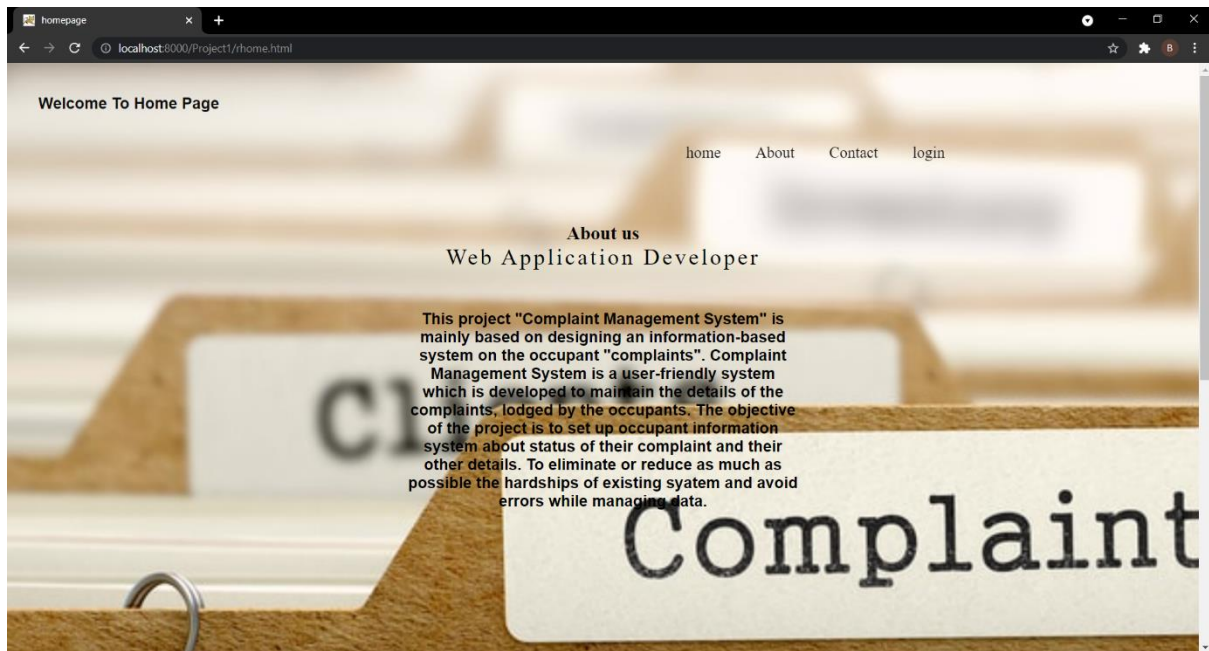 homepage
localhost:8000/Project1/rhome.html
B
Welcome To Home Page
home About Contact login
About us
Web Application Developer
This project "Complaint Management System" is
mainly based on designing an information-based
system on the occupant "complaints". Complaint
Management System is a user-friendly system
which is developed to maintain the details of the
complaints, lodged by the occupants. The objective
of the project is to set up occupant information
system about status of their complaint and their
other details. To eliminate or reduce as much as
possible the hardships of existing syatem and avoid
errors while managing data.
Complaint